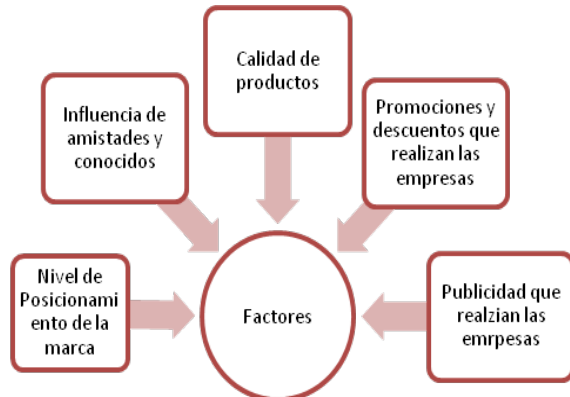 Calidad de
productos
Influencia de
amistades y
conocidos
Promociones y
descuentos que
realizan las
empresas
Nivel de
Posicionami
ento de la
marca
Factores
Publicidad que
realzian las
emrpesas